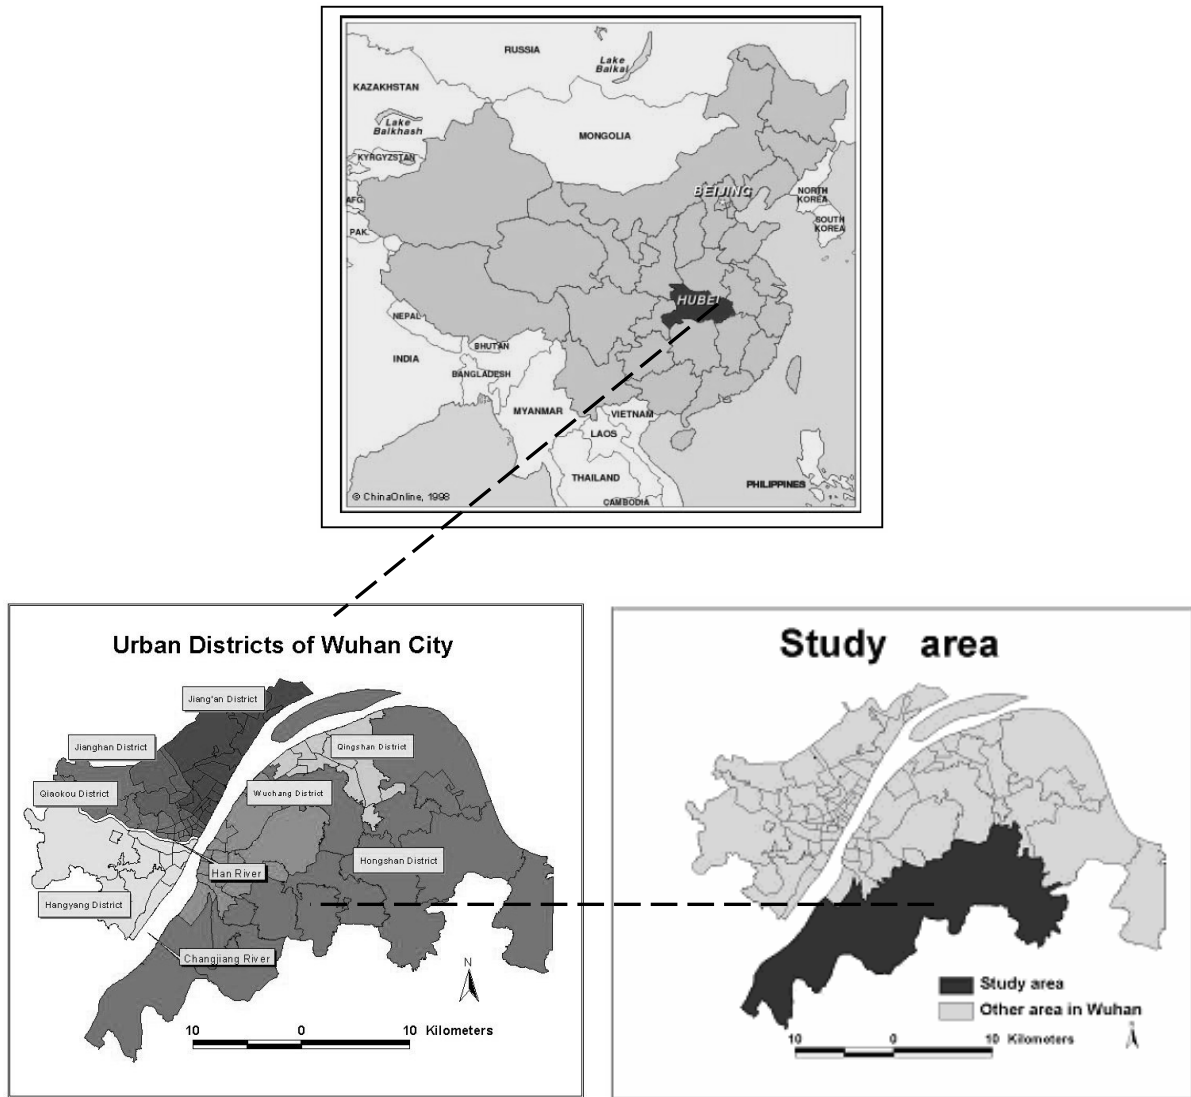 RUSSIA
Lake
Baikal
KAZAKHSTAN
Lake
Balkhash
MONGOLIA
KYRGYZSTAN
BEIJING
NORTH
KOREA
AFG.
SOUTH
KOREA
PAK.
HUBEI
NEPAL
BHUTAN
INDIA
BANGLADESH
MYANMAR
VIETNAM
LAOS
THAILAND
PHILIPPINES
© ChinaOnline, 1998
CAMBODIA
Urban Districts of Wuhan City
Jiang'an District
Jianghan District
Qingshan District
Qiaokou District
Wuchang District
Hongshan District
Han River
Hangyang District
Changjiang River
N
10 0 10 Kilometers
Study area
Study area
Other area in Wuhan
10 0 10 Kilometers